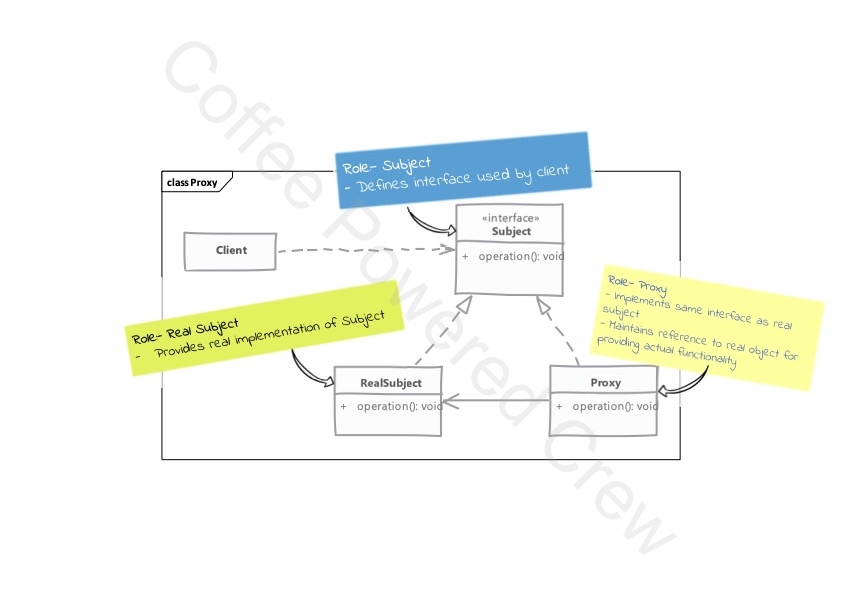 Coffee Powered Crew
class Proxy
Role- Subject
- Defines interface used by client
«interface»
Subject
+ operation(): void
Client
Role- Real Subject
- Provides real implementation of Subject
Role- Proxy
- Implements same interface as real
subject
- Maintains reference to real object for
providing actual functionality
RealSubject
+ operation(): void
Proxy
+ operation(): void